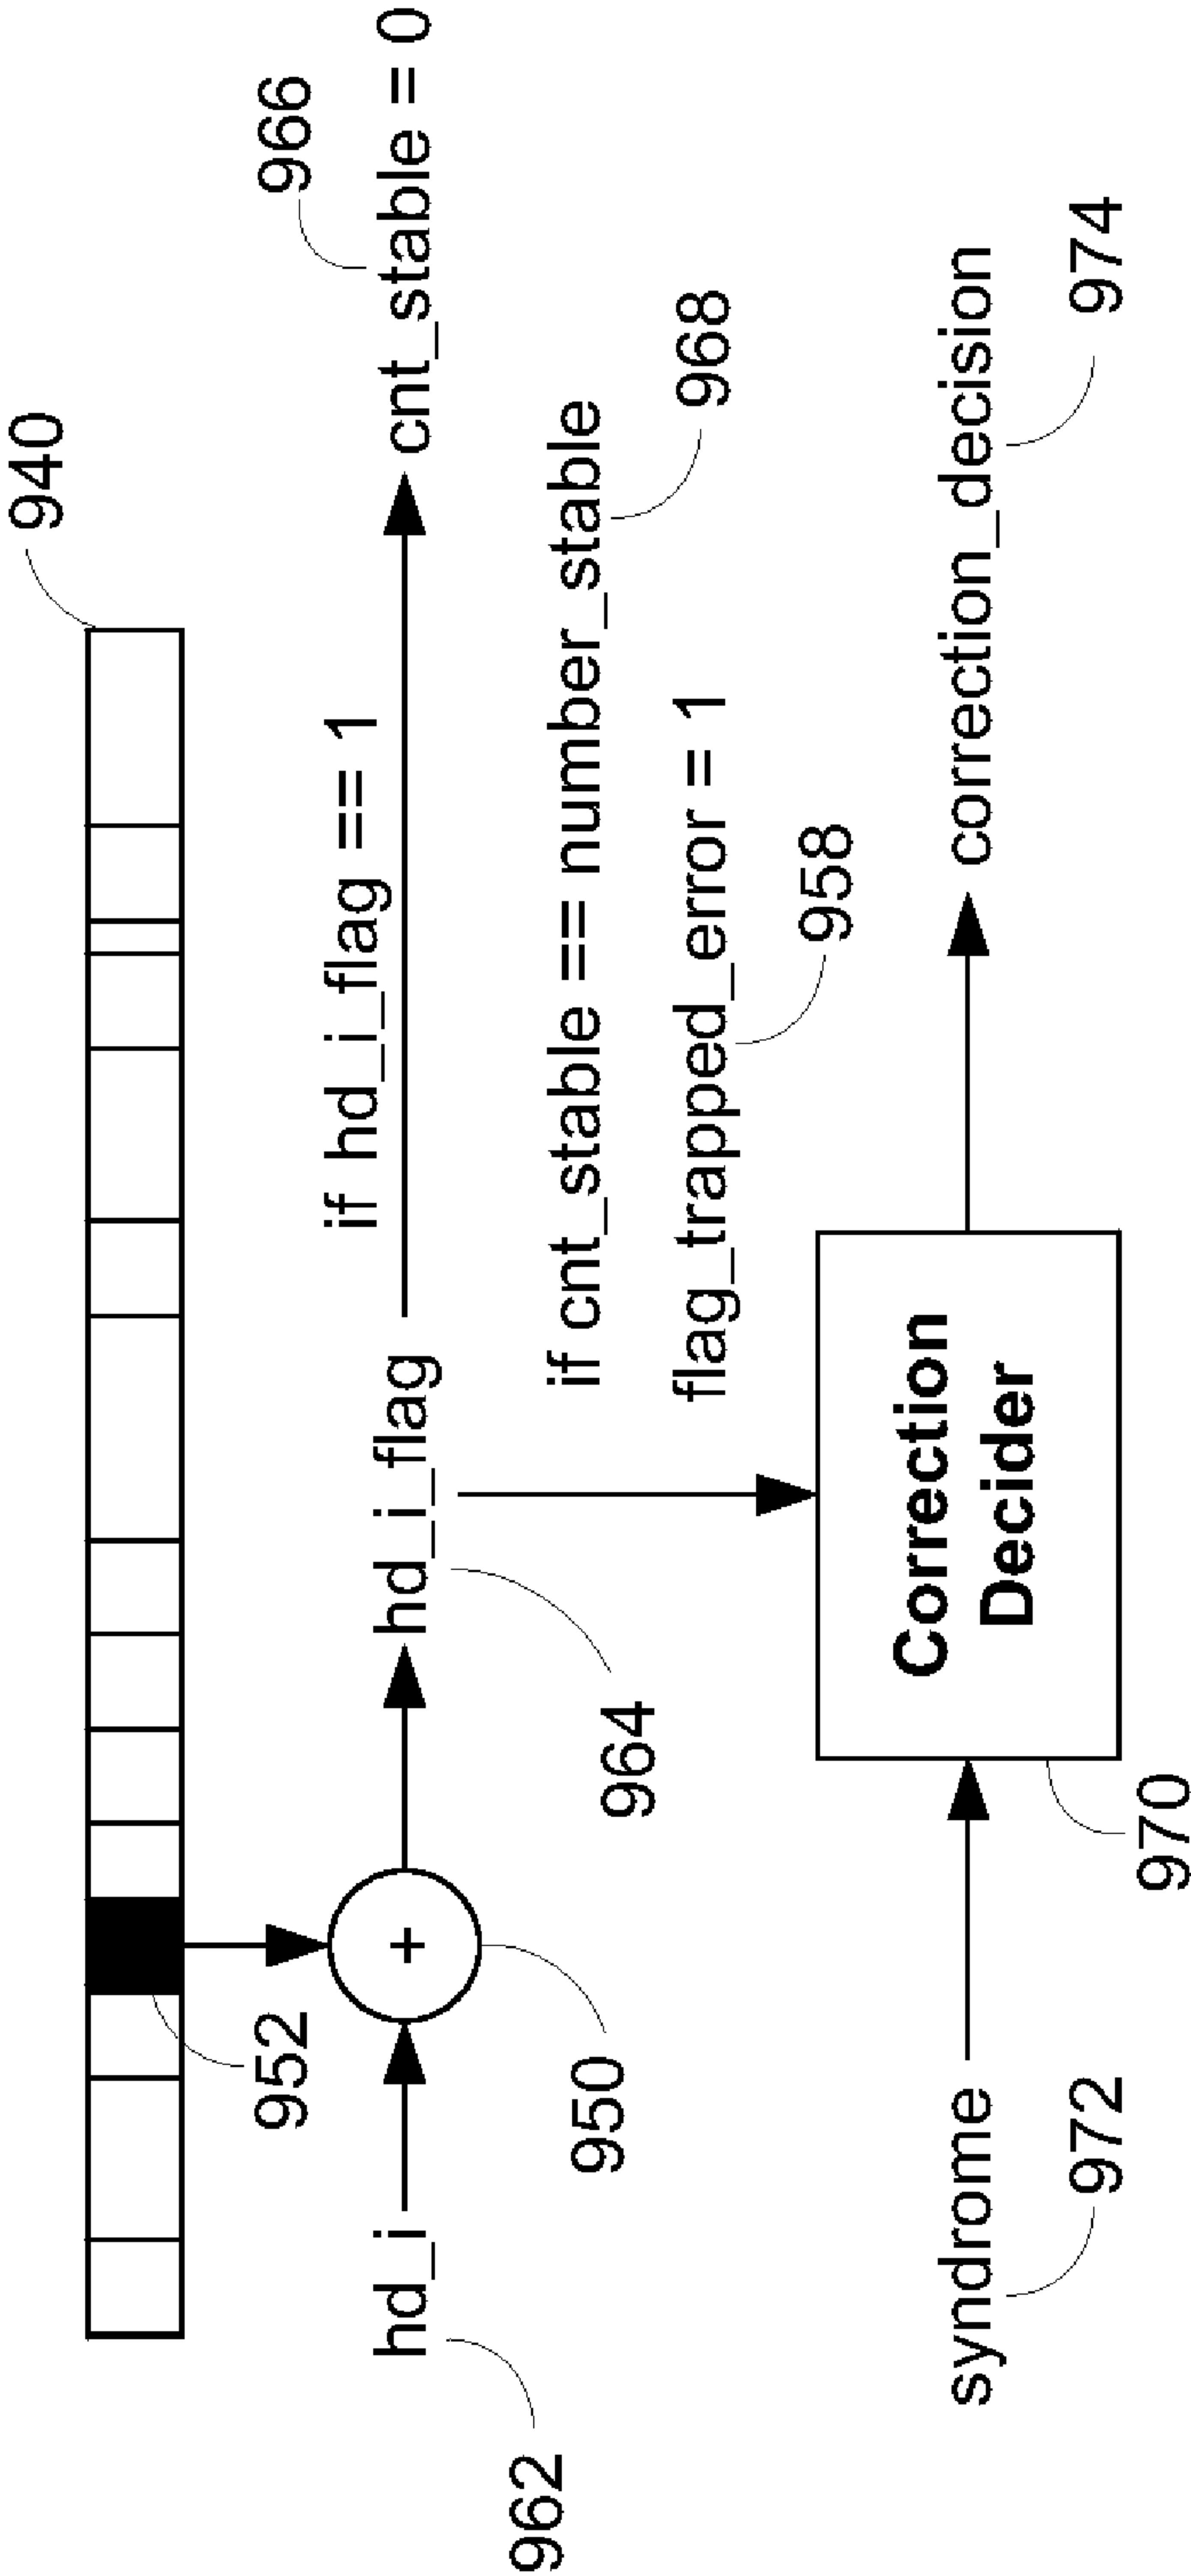 940
952
966
if hd_i_flag == 1
hd_i
+
hd_i_flag
cnt_stable = 0
962
950
964
if cnt_stable == number_stable
968
flag_trapped_error = 1
958
Correction
Decider
syndrome
correction_decision
972
970
974